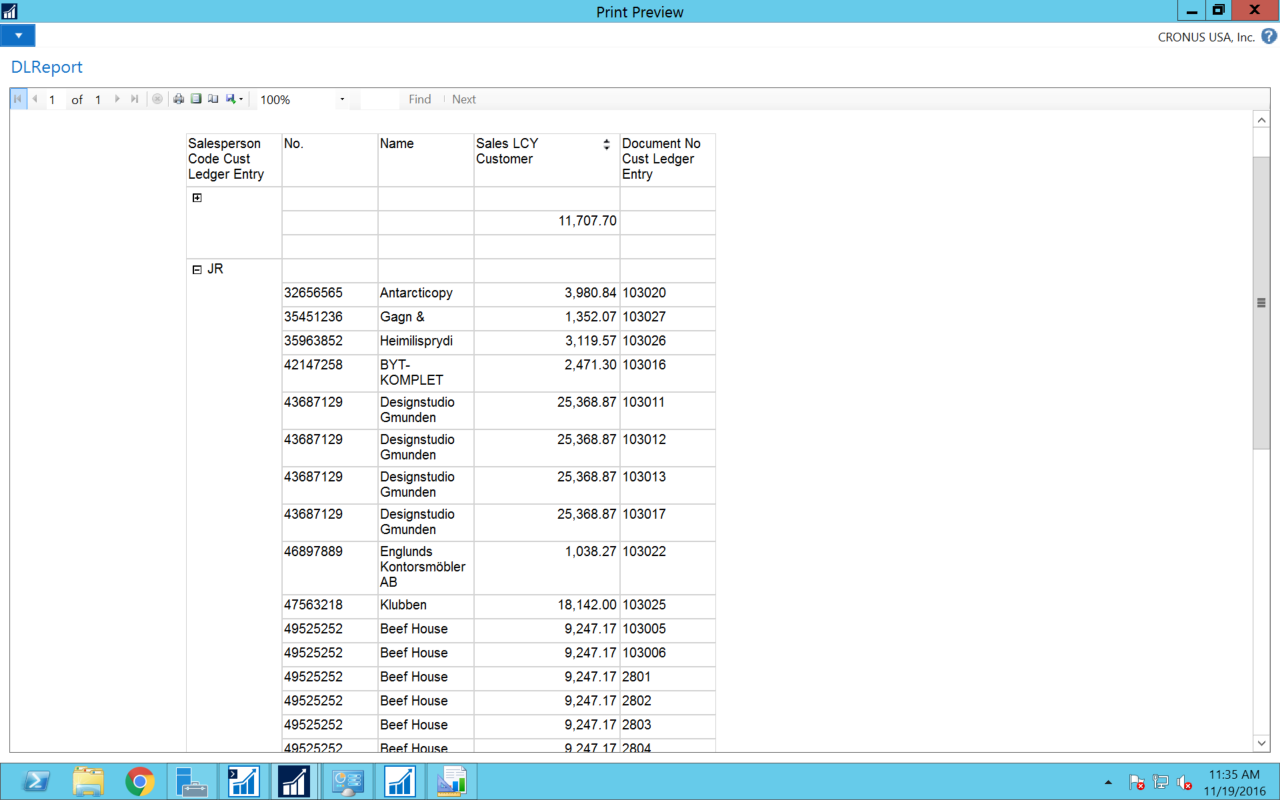 Print Preview
CRONUS USA, Inc.
DLReport
1 of 1 100% Find Next
Salesperson Code Cust Ledger Entry No. Name Sales LCY Customer Document No Cust Ledger Entry
11,707.70
JR
32656565 Antarcticopy 3,980.84 103020
35451236 Gagn & 1,352.07 103027
35963852 Heimilisprydi 3,119.57 103026
42147258 BYT-KOMPLET 2,471.30 103016
43687129 Designstudio Gmunden 25,368.87 103011
43687129 Designstudio Gmunden 25,368.87 103012
43687129 Designstudio Gmunden 25,368.87 103013
43687129 Designstudio Gmunden 25,368.87 103017
46897889 Englunds Kontorsmöbler AB 1,038.27 103022
47563218 Klubben 18,142.00 103025
49525252 Beef House 9,247.17 103005
49525252 Beef House 9,247.17 103006
49525252 Beef House 9,247.17 2801
49525252 Beef House 9,247.17 2802
49525252 Beef House 9,247.17 2803
49525252 Beef House 9,247.17 2804
11:35 AM
11/19/2016